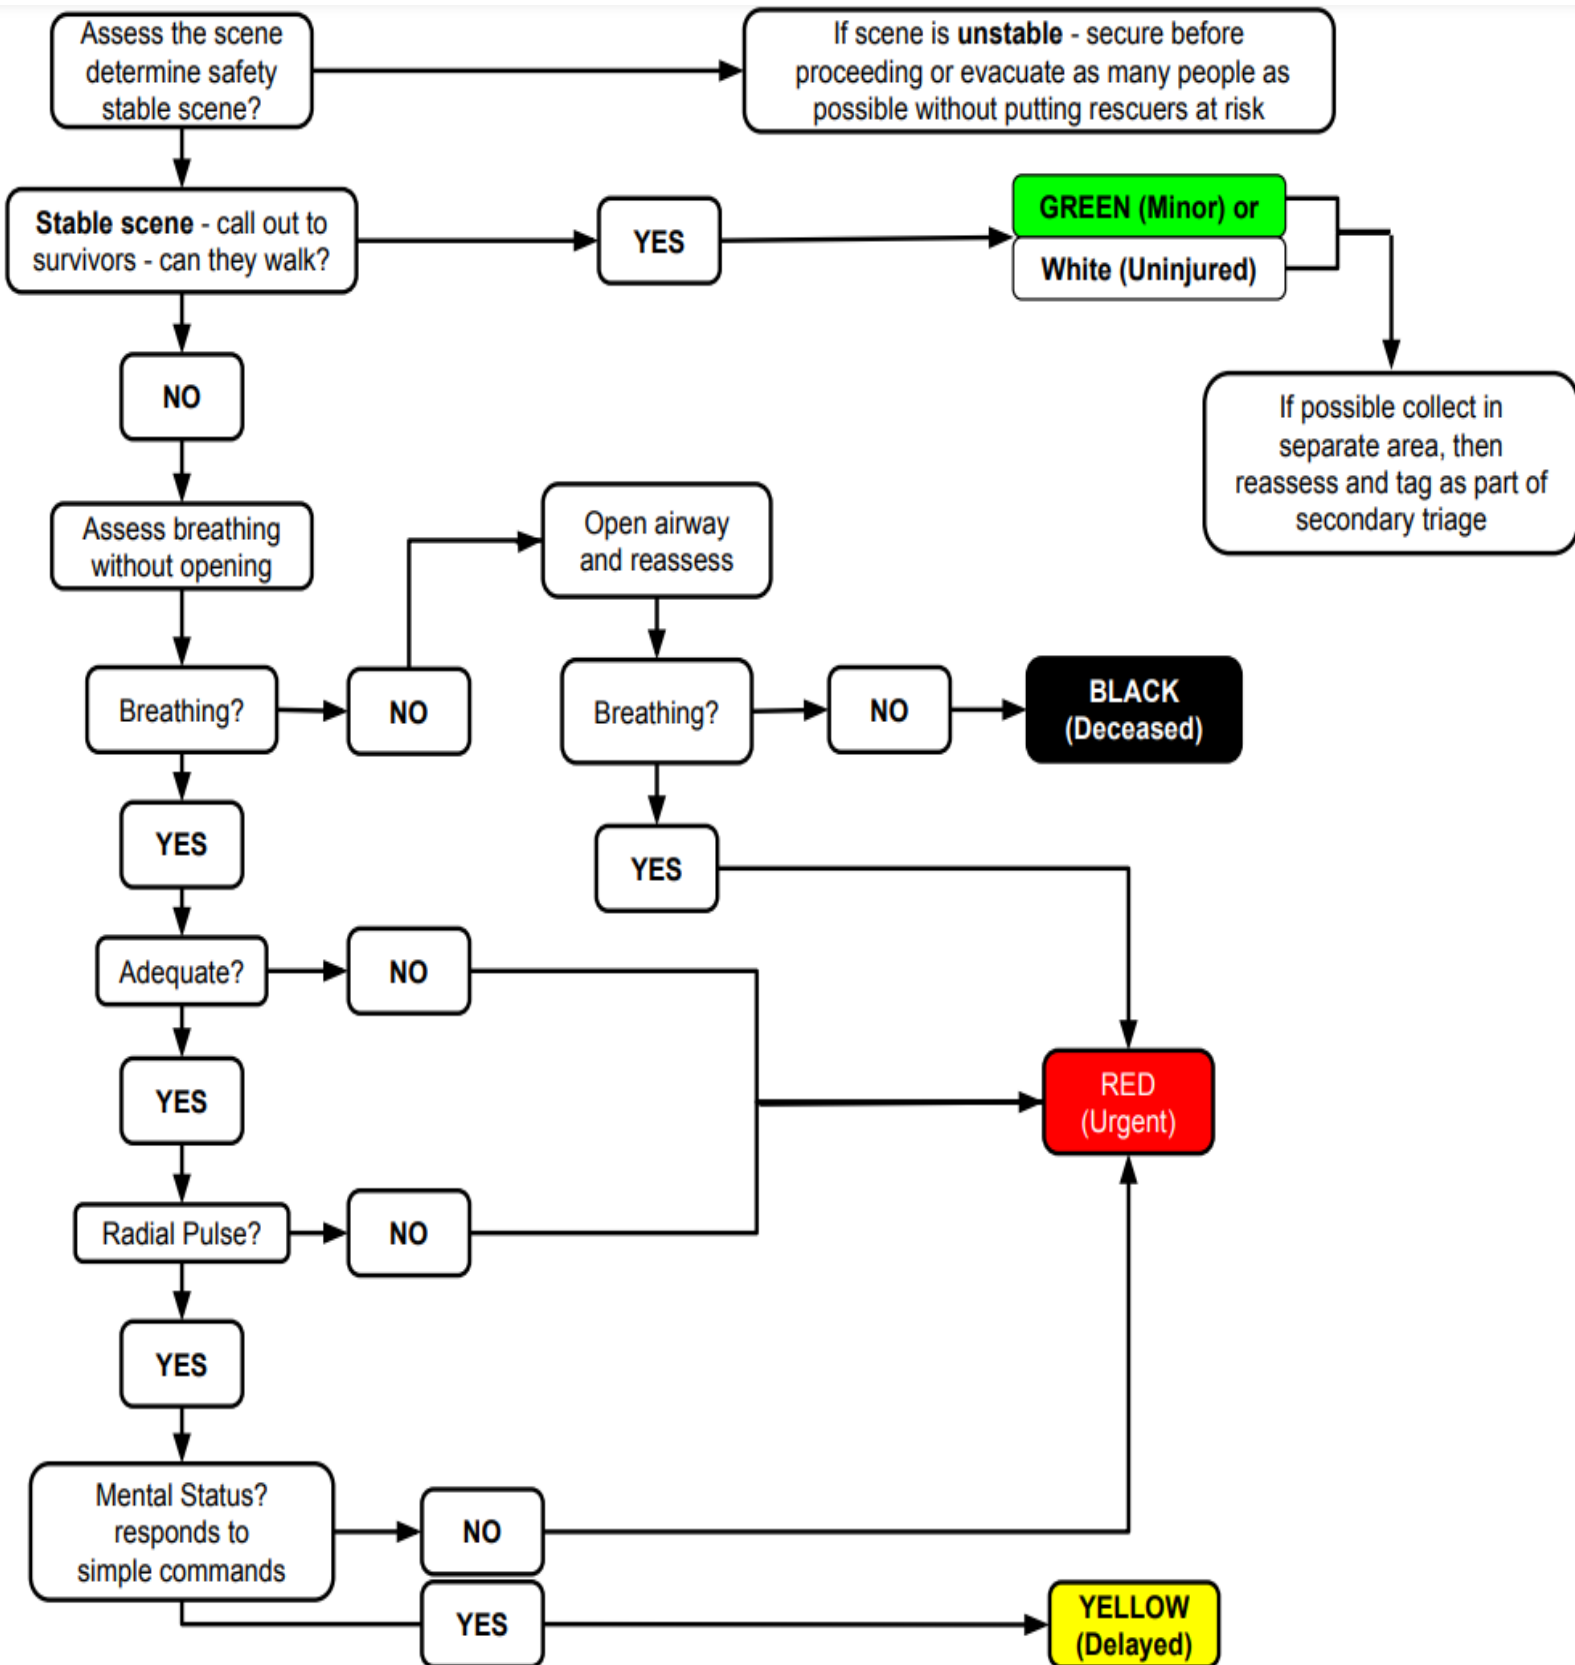 Assess the scene
determine safety
stable scene?
If scene is unstable - secure before
proceeding or evacuate as many people as
possible without putting rescuers at risk
Stable scene - call out to
survivors - can they walk?
YES
GREEN (Minor) or
White (Uninjured)
NO
If possible collect in
separate area, then
reassess and tag as part of
secondary triage
Assess breathing
without opening
Open airway
and reassess
Breathing?
NO
Breathing?
NO
BLACK
(Deceased)
YES
YES
Adequate?
NO
YES
RED
(Urgent)
Radial Pulse?
NO
YES
Mental Status?
responds to
simple commands
NO
YES
YELLOW
(Delayed)